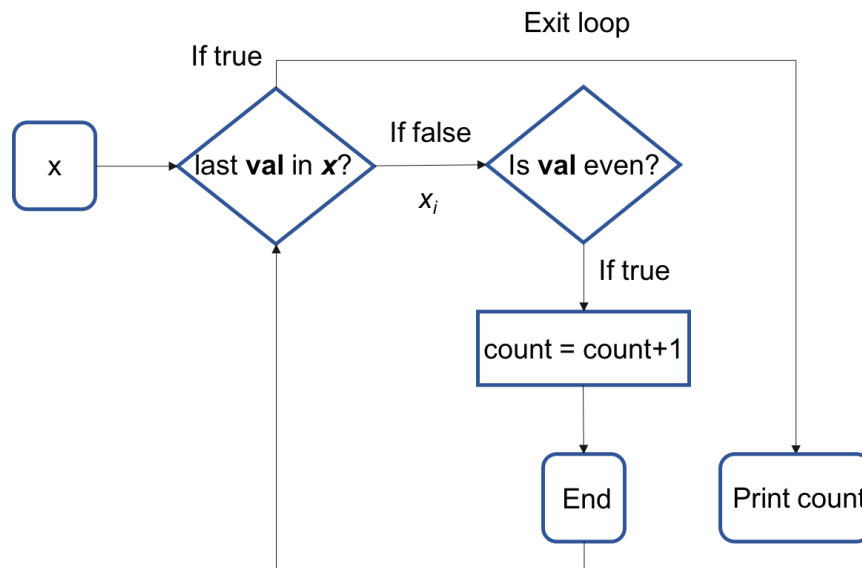 Exit loop
If true
x
last val in x?
If false
x_i
Is val even?
If true
count = count+1
End
Print count